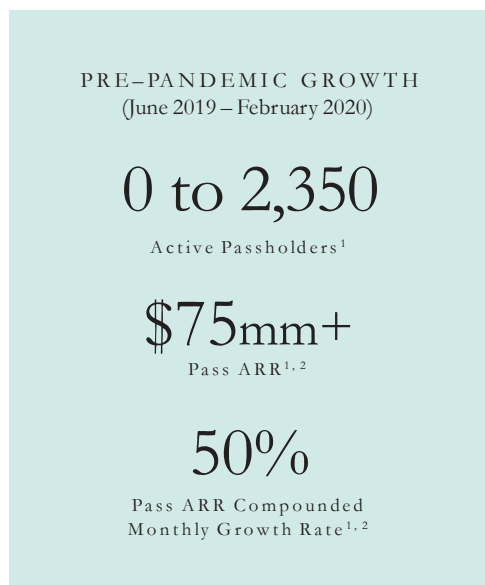 PRE–PANDEMIC GROWTH
(June 2019 – February 2020)
0 to 2,350
Active Passholders¹
$75mm+
Pass ARR¹,²
50%
Pass ARR Compounded
Monthly Growth Rate¹,²